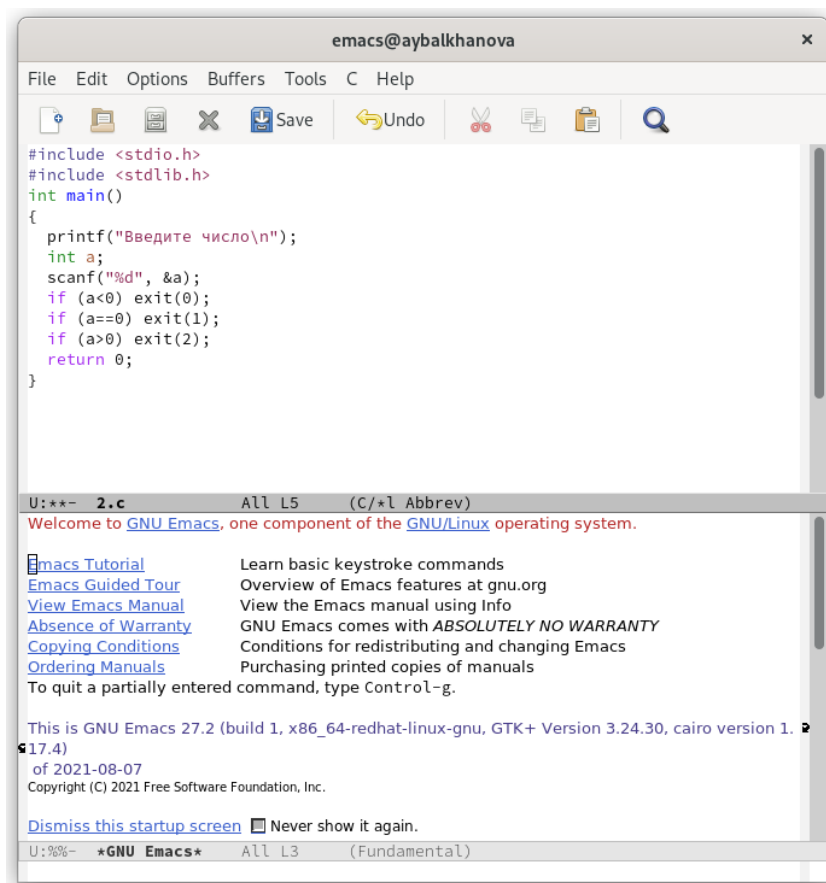 emacs@aybalkhanova ×
File Edit Options Buffers Tools C Help
Save Undo
#include <stdio.h>
#include <stdlib.h>
int main()
{
  printf("Введите число\n");
  int a;
  scanf("%d", &a);
  if (a<0) exit(0);
  if (a==0) exit(1);
  if (a>0) exit(2);
  return 0;
}
U:**-  2.c            All L5     (C/*l Abbrev)
Welcome to GNU Emacs, one component of the GNU/Linux operating system.
Emacs Tutorial Learn basic keystroke commands
Emacs Guided Tour Overview of Emacs features at gnu.org
View Emacs Manual View the Emacs manual using Info
Absence of Warranty GNU Emacs comes with ABSOLUTELY NO WARRANTY
Copying Conditions Conditions for redistributing and changing Emacs
Ordering Manuals Purchasing printed copies of manuals
To quit a partially entered command, type Control-g.
This is GNU Emacs 27.2 (build 1, x86_64-redhat-linux-gnu, GTK+ Version 3.24.30, cairo version 1.
17.4)
 of 2021-08-07
Copyright (C) 2021 Free Software Foundation, Inc.
Dismiss this startup screen Never show it again.
U:%%-  *GNU Emacs*    All L3     (Fundamental)